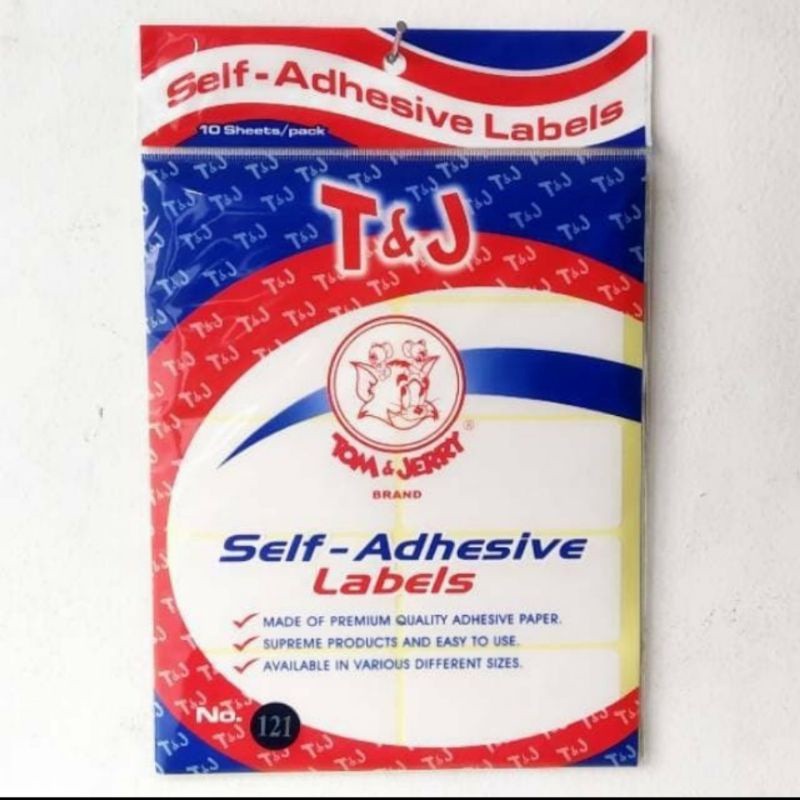 Self-Adhesive Labels
10 Sheets/pack
T&J
TOM & JERRY ®
BRAND
Self-Adhesive
Labels
MADE OF PREMIUM QUALITY ADHESIVE PAPER.
SUPREME PRODUCTS AND EASY TO USE.
AVAILABLE IN VARIOUS DIFFERENT SIZES.
No. 121